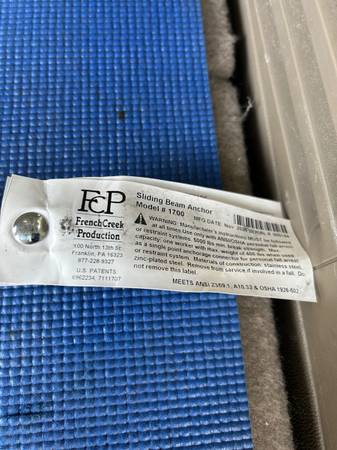 FCP
FrenchCreek
Production
100 North 13th St.
Franklin, PA 16323
877-228-9327
U.S. PATENTS
7111707
Sliding Beam Anchor
Model # 1700
MFG DATE
WARNING: Manufacturer's instructions MUST be followed
at all times Use only with ANSI/OSHA personal fall arrest
or restraint systems. 5000 lbs min. break strength. Max.
capacity: one worker with max. weight of 400 lbs when used
as a single point anchorage connector for personal fall arrest
or restraint system. Materials of construction: stainless steel,
zinc-plated steel. Remove from service if involved in a fall. Do
not remove this label.
MEETS ANSI Z359.1, A10.32 & OSHA 1926-502